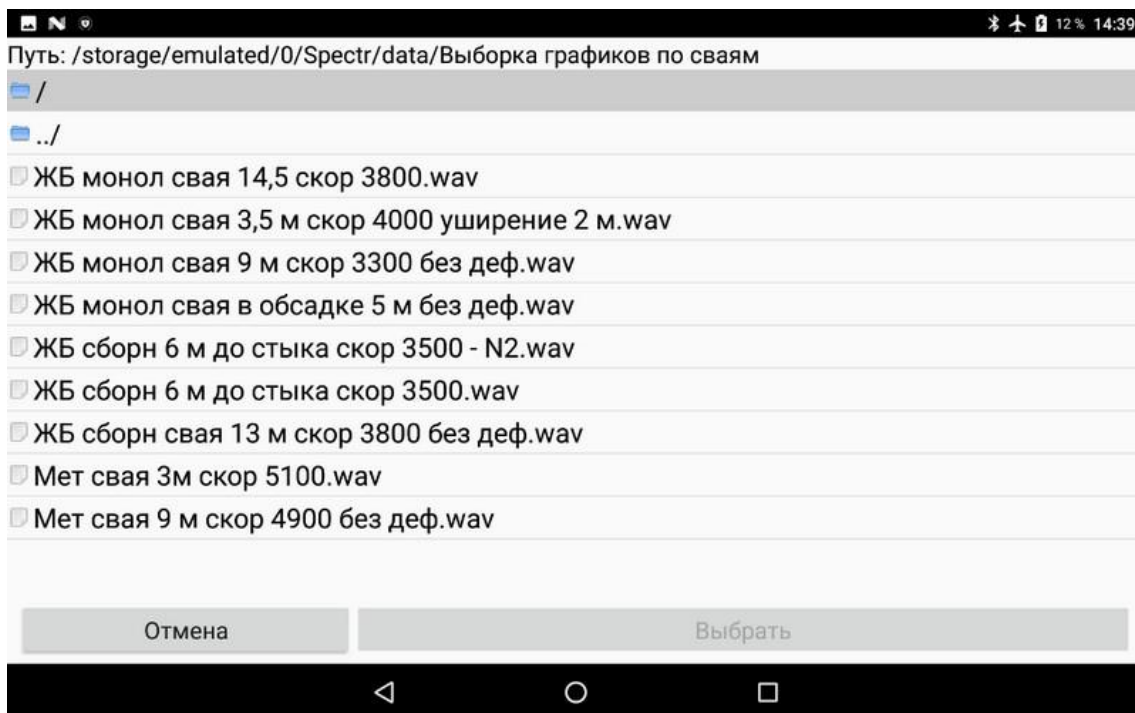 12 % 14:39
Путь: /storage/emulated/0/Spectr/data/Выборка графиков по сваям
/
../
ЖБ монол свая 14,5 скор 3800.wav
ЖБ монол свая 3,5 м скор 4000 уширение 2 м.wav
ЖБ монол свая 9 м скор 3300 без деф.wav
ЖБ монол свая в обсадке 5 м без деф.wav
ЖБ сборн 6 м до стыка скор 3500 - N2.wav
ЖБ сборн 6 м до стыка скор 3500.wav
ЖБ сборн свая 13 м скор 3800 без деф.wav
Мет свая 3м скор 5100.wav
Мет свая 9 м скор 4900 без деф.wav
Отмена Выбрать